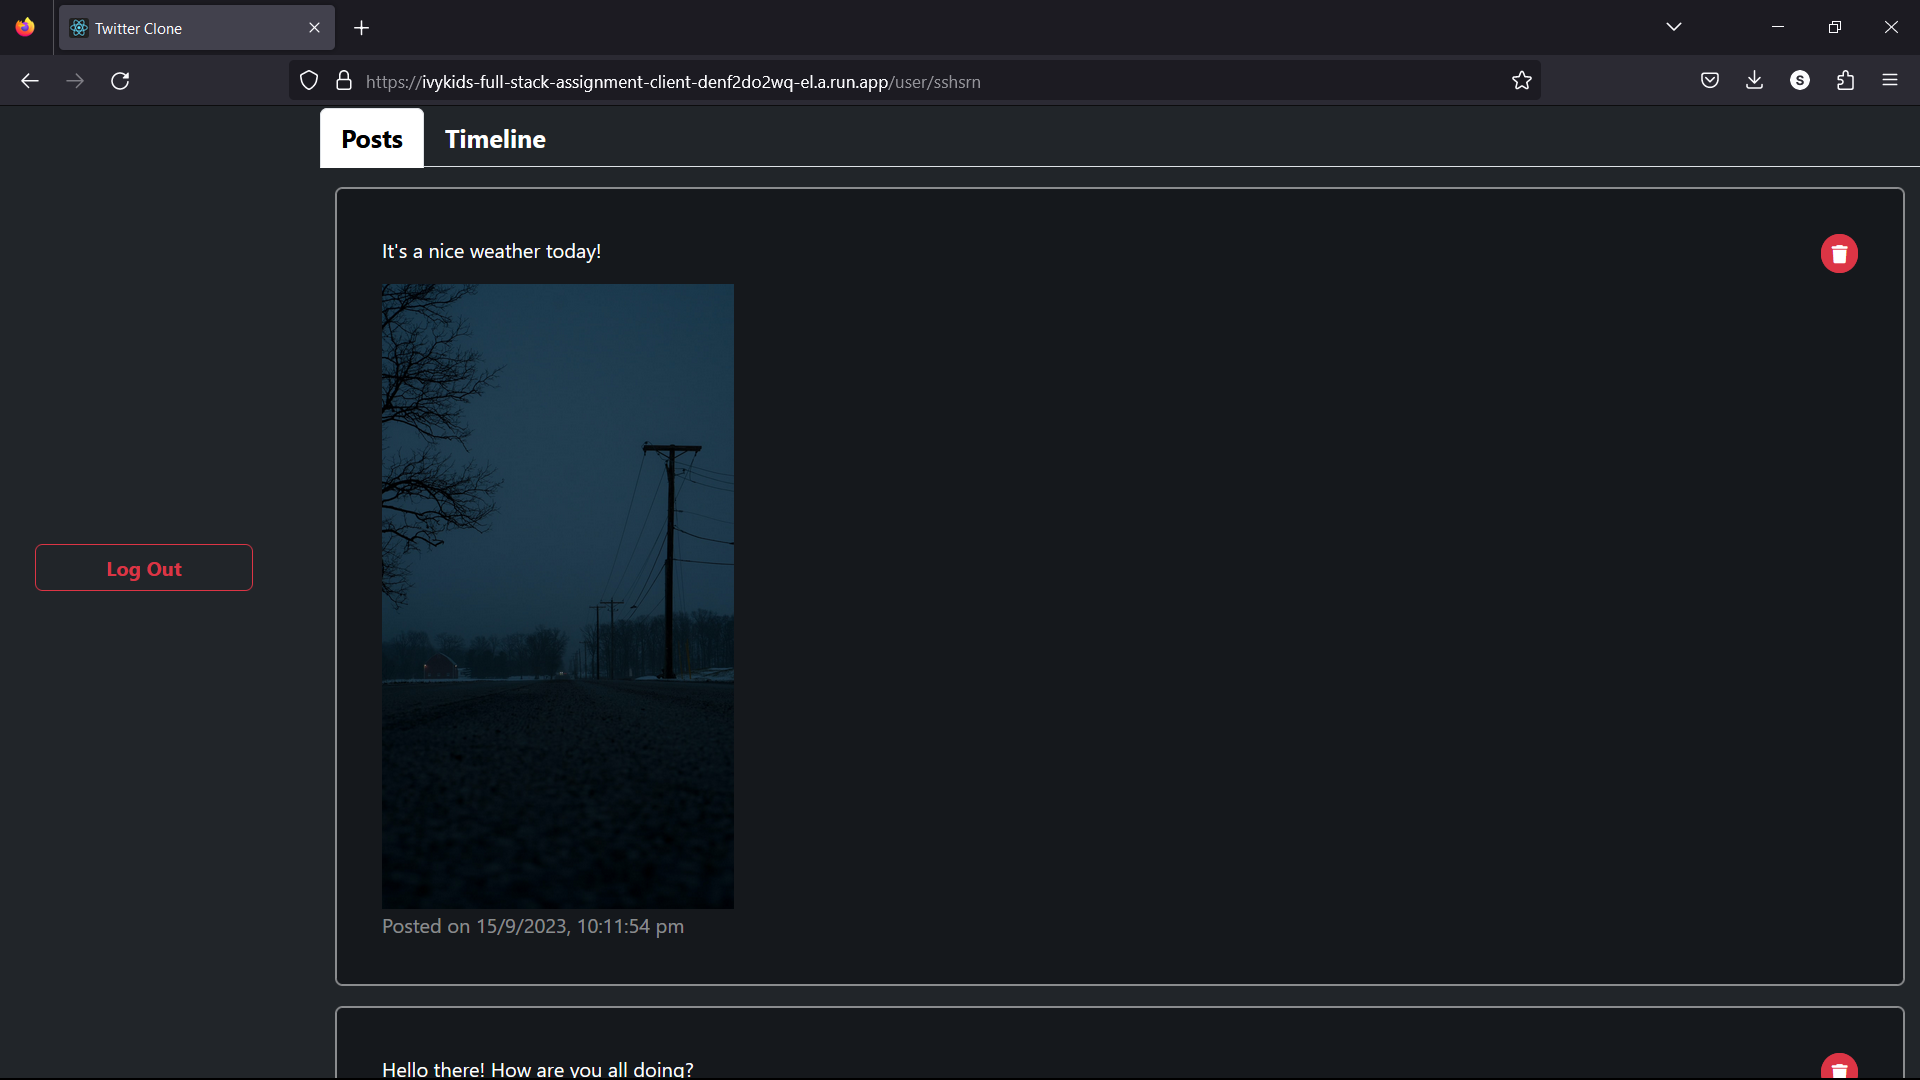 Twitter Clone
https://ivykids-full-stack-assignment-client-denf2do2wq-el.a.run.app/user/sshsrn
S
Posts Timeline
It's a nice weather today!
Log Out
Posted on 15/9/2023, 10:11:54 pm
Hello there! How are you all doing?